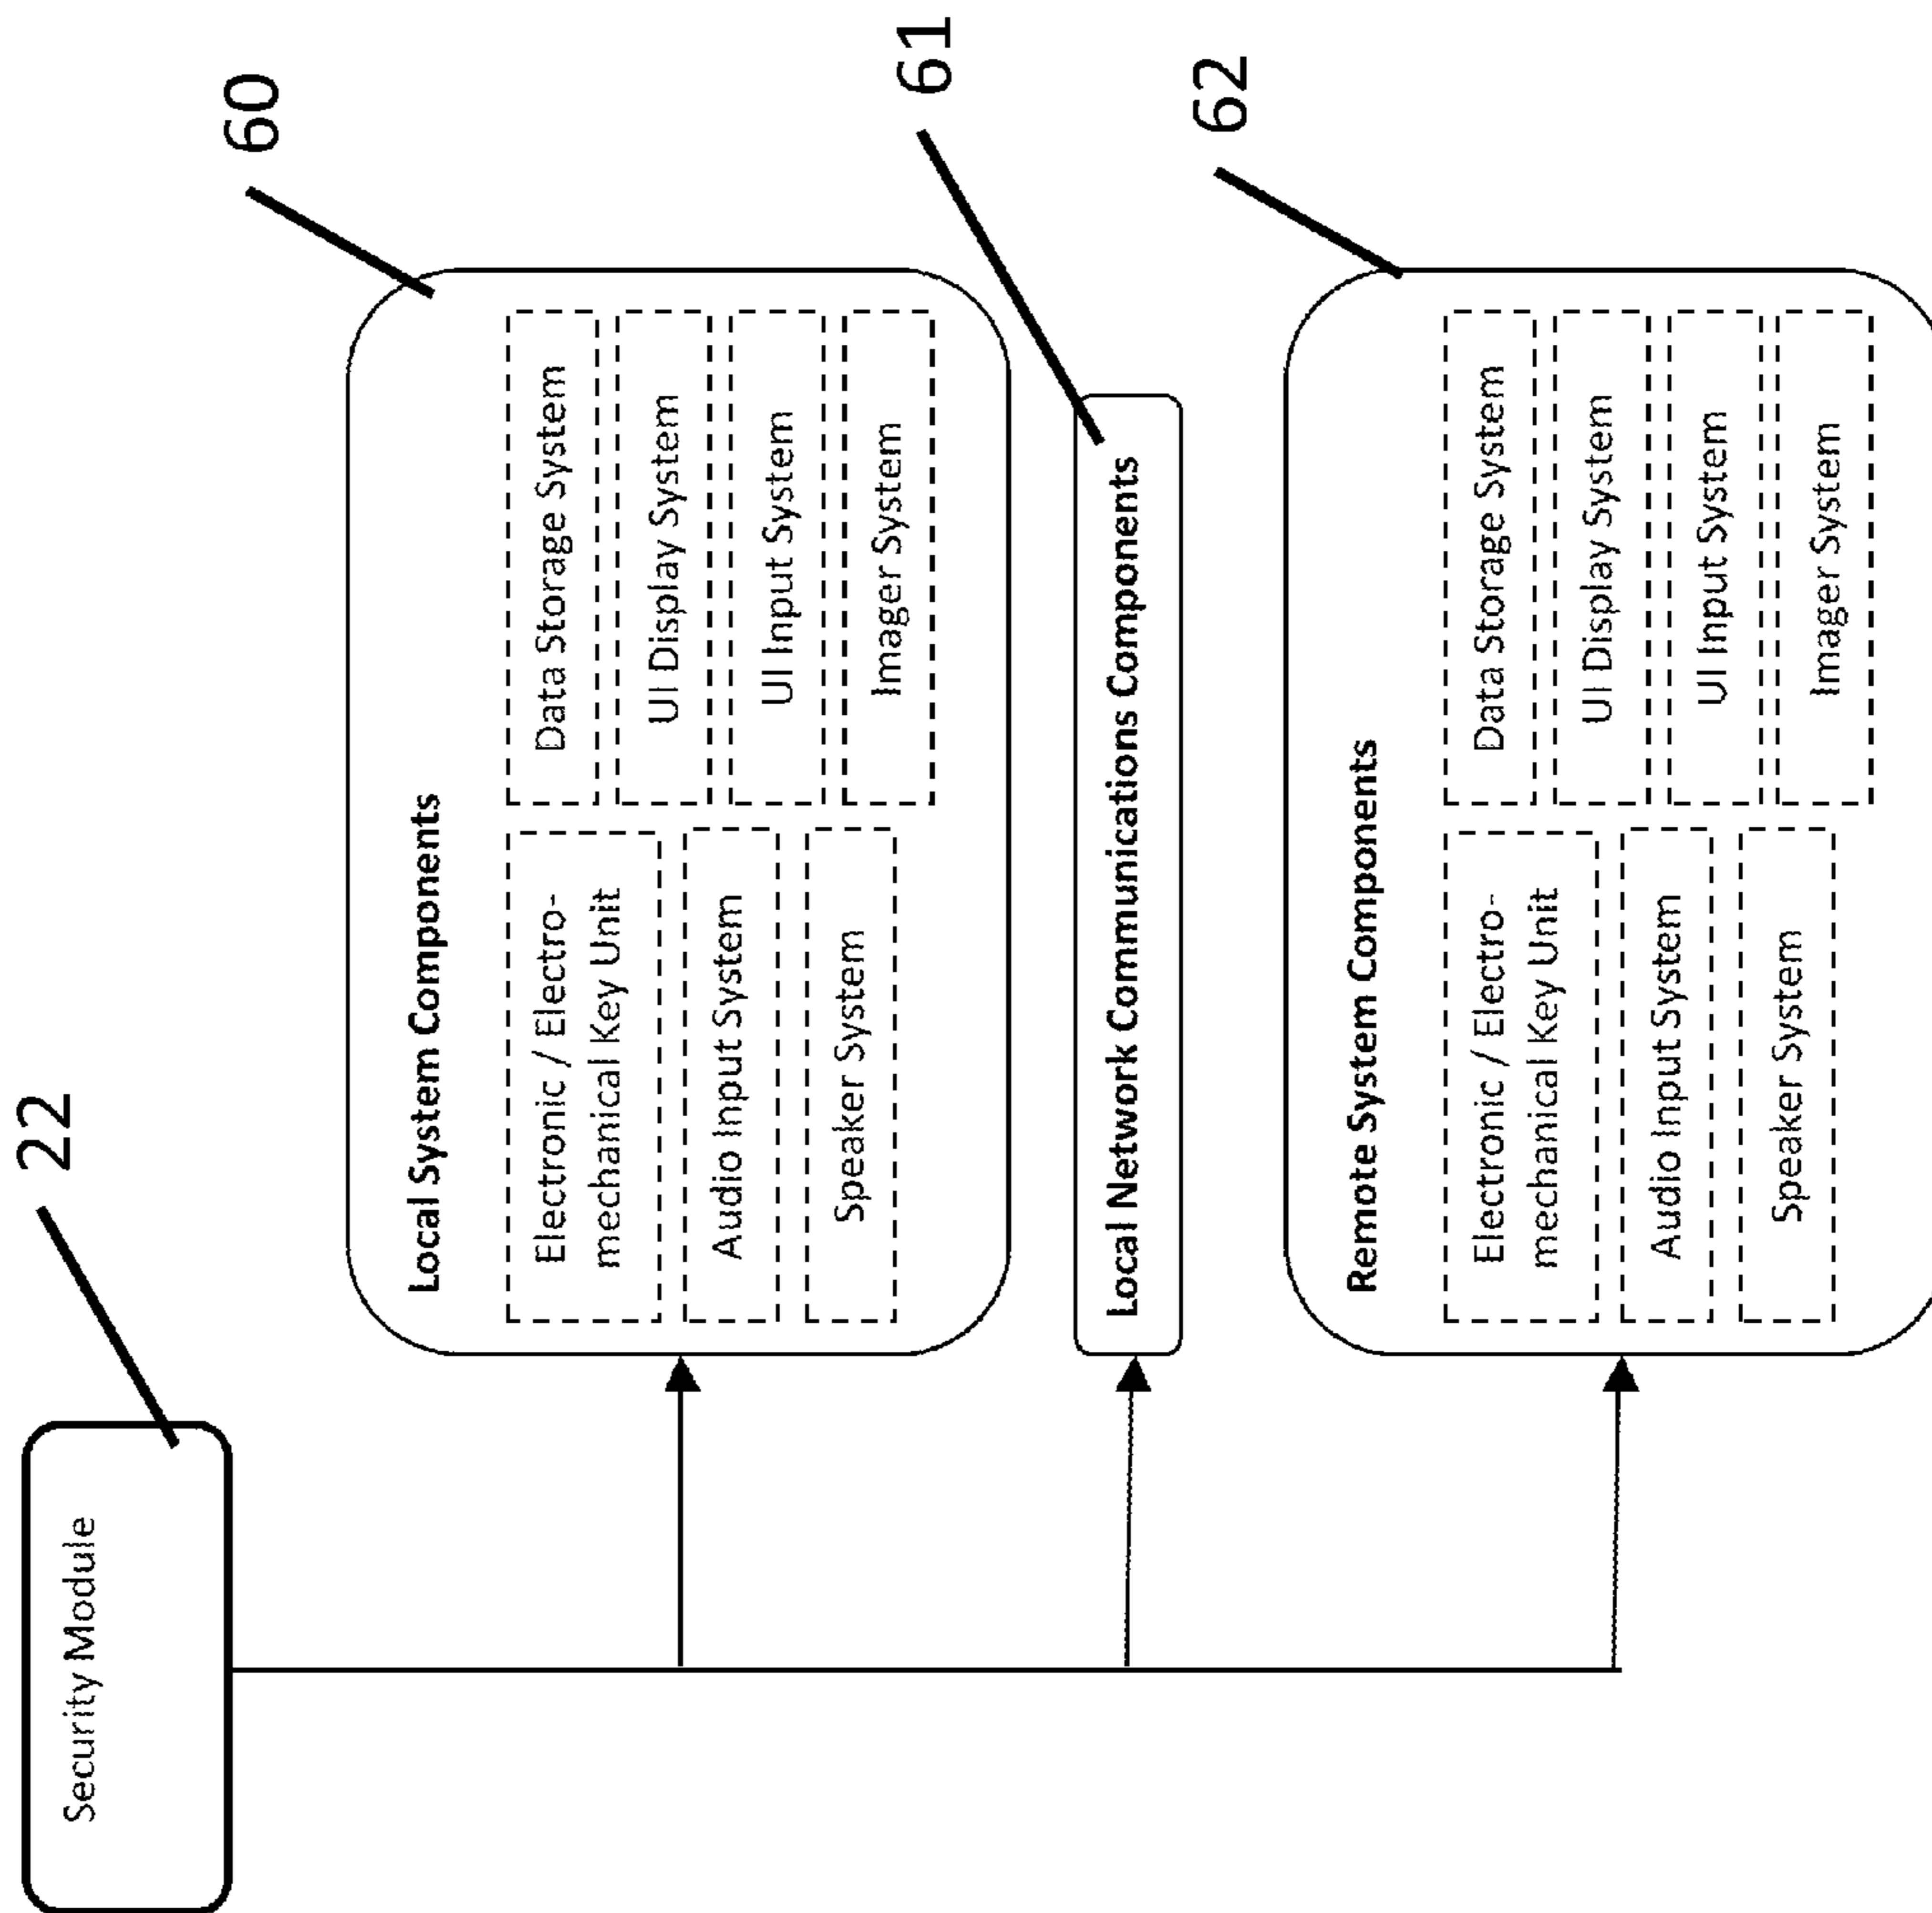 22
Security Module
60
Local System Components
Electronic / Electro-
mechanical Key Unit
Audio Input System
Speaker System
Data Storage System
UI Display System
UI Input System
Imager System
61
Local Network Communications Components
62
Remote System Components
Electronic / Electro-
mechanical Key Unit
Audio Input System
Speaker System
Data Storage System
UI Display System
UI Input System
Imager System